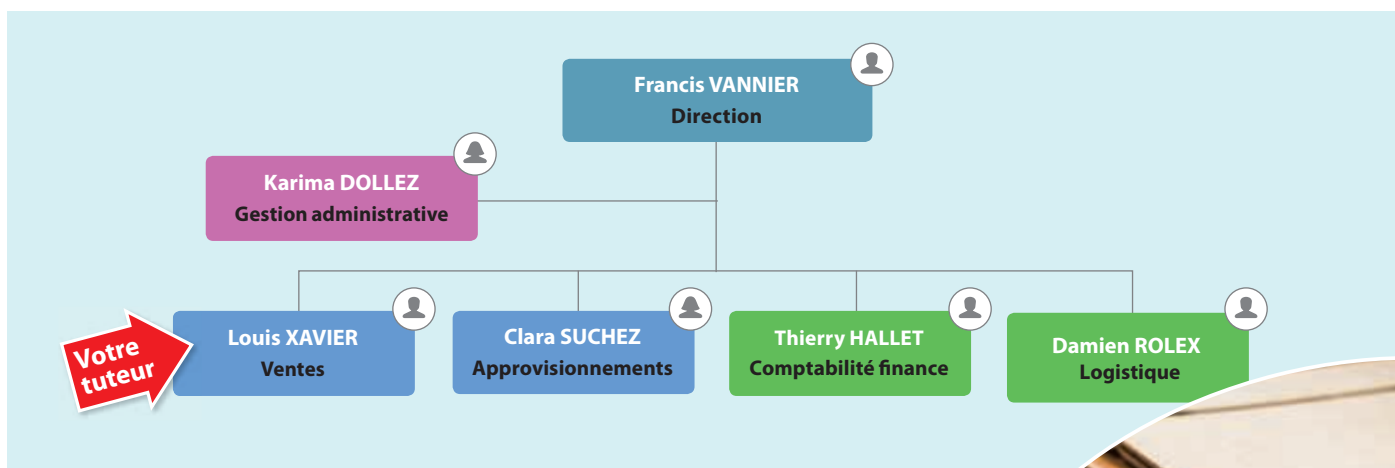 Francis VANNIER
Direction
Karima DOLLEZ
Gestion administrative
Votre
tuteur
Louis XAVIER
Ventes
Clara SUCHEZ
Approvisionnements
Thierry HALLET
Comptabilité finance
Damien ROLEX
Logistique